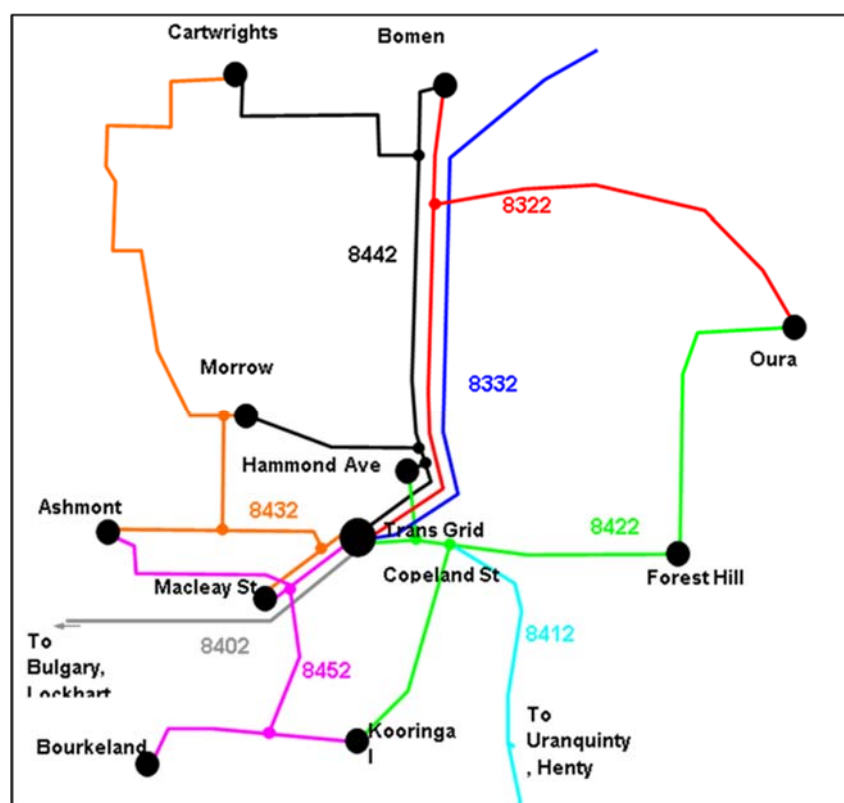 Cartwrights
Bomen
8322
8442
Oura
Morrow
8332
Hammond Ave
Ashmont
8432
8422
Trans Grid
Copeland St
Forest Hill
Macleay St
8402
8412
To
Bulgary,
Lockhart
8452
To
Uranquinty
, Henty
Kooringa
l
Bourkeland